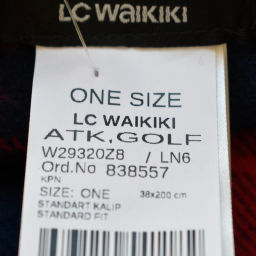 LC WAIKIKI
ONE SIZE
LC WAIKIKI
ATK,GOLF
W29320Z8 / LN6
Ord.No 838557
KPN:
SIZE: ONE 38x200 cm
STANDART KALIP
STANDARD FIT